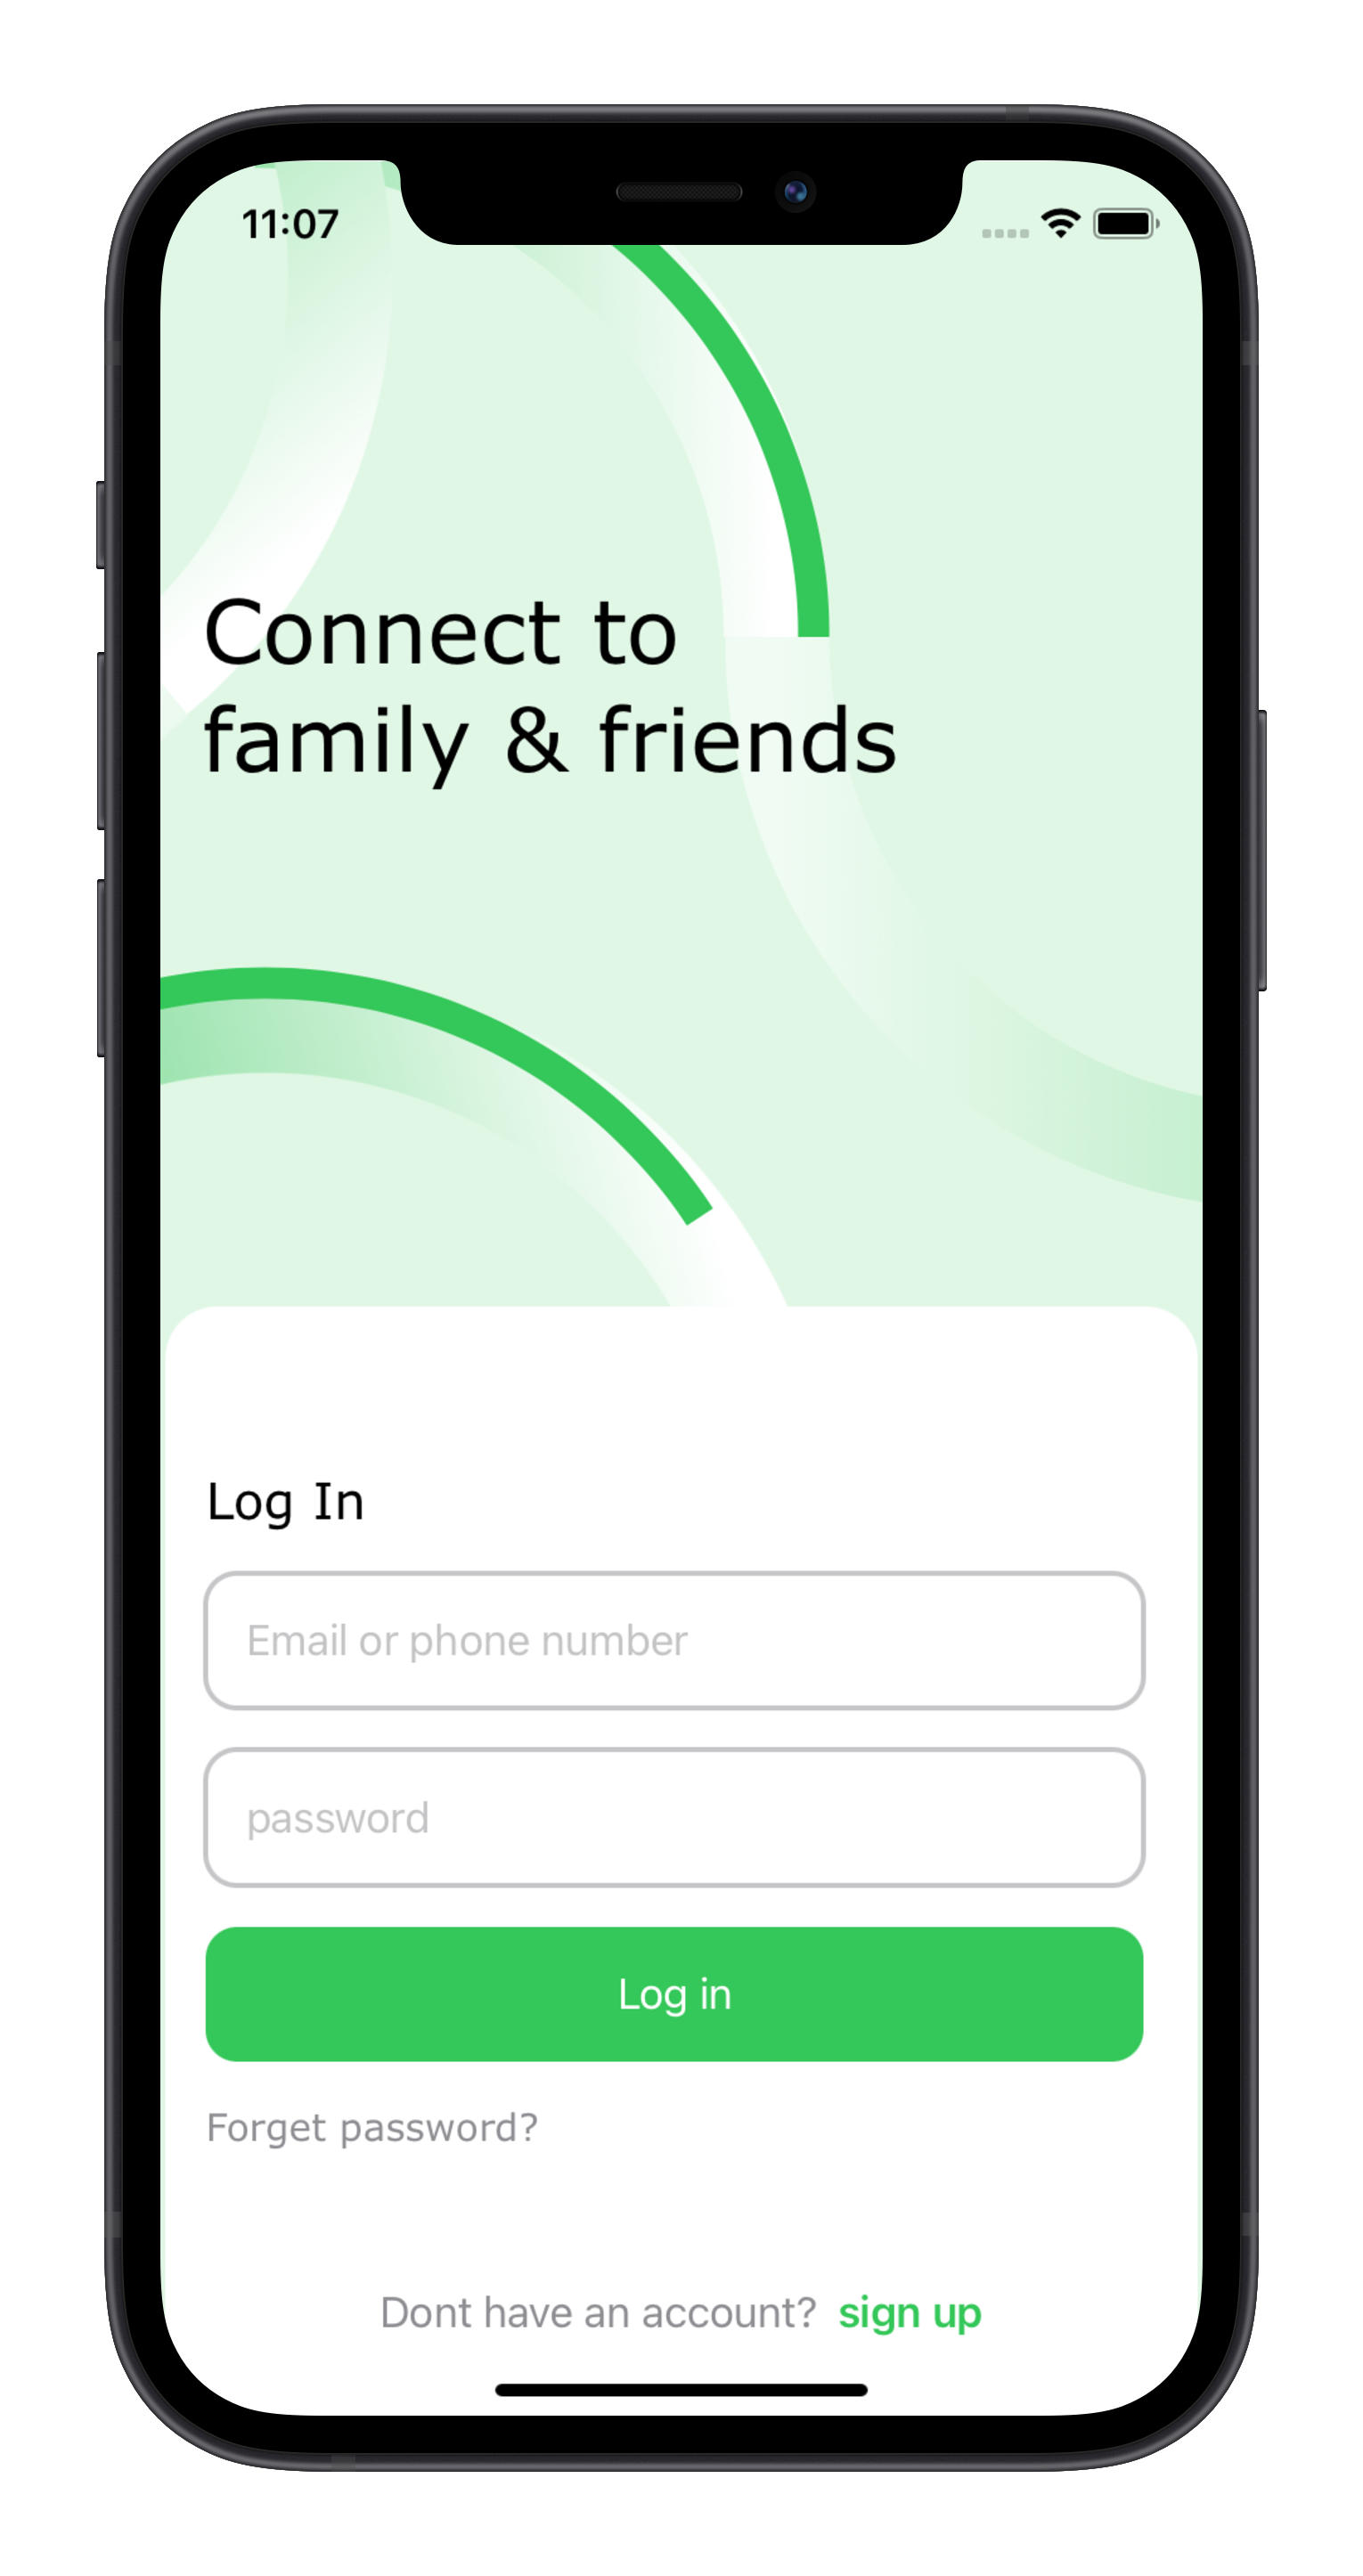 11:07
Connect to
family & friends
Log In
Email or phone number
password
Log in
Forget password?
Dont have an account? sign up